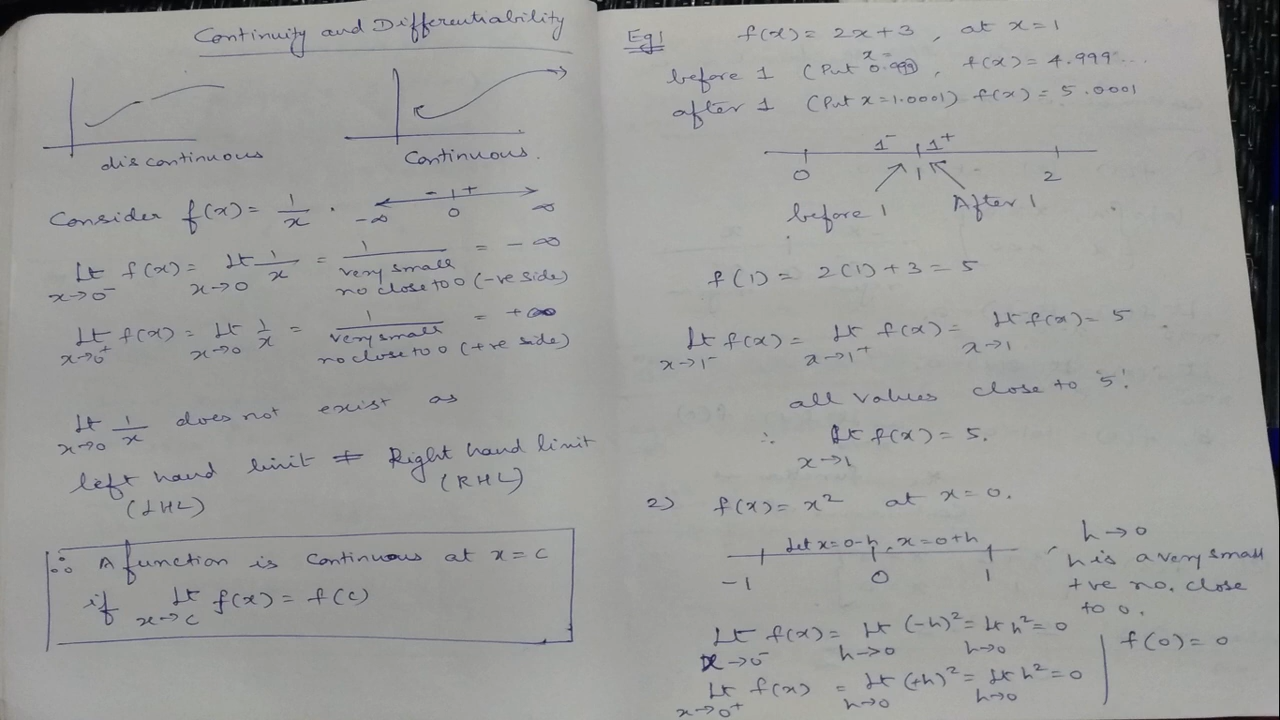 Continuity and Differentiability
discontinuous
Continuous.
Consider f(x) = 1/x .
- +
-∞ 0 ∞
Lt x→0⁻ f(x) = Lt x→0 1/x = 1/(very small no close to 0 (-ve side)) = -∞
Lt x→0⁺ f(x) = Lt x→0 1/x = 1/(very small no close to 0 (+ve side)) = +∞
Lt x→0 1/x does not exist as
left hand limit ≠ Right hand limit
(LHL) (RHL)
∴ A function is continuous at x = c
if Lt x→c f(x) = f(c)
Eg1 f(x) = 2x+3 , at x=1
before 1 (Put x = 0.999) , f(x) = 4.999...
after 1 (Put x=1.0001) f(x) = 5.0001
1⁻ 1⁺
0 1 2
before 1 After 1
f(1) = 2(1)+3 = 5
Lt x→1⁻ f(x) = Lt x→1⁺ f(x) = Lt x→1 f(x) = 5
all values close to 5.
∴ Lt x→1 f(x) = 5.
2) f(x) = x² at x=0.
Let x=0-h, x=0+h
-1 0 1
h→0
h is a very small
+ve no. close
to 0.
Lt x→0⁻ f(x) = Lt h→0 (-h)² = Lt h→0 h² = 0
Lt x→0⁺ f(x) = Lt h→0 (+h)² = Lt h→0 h² = 0
f(0) = 0